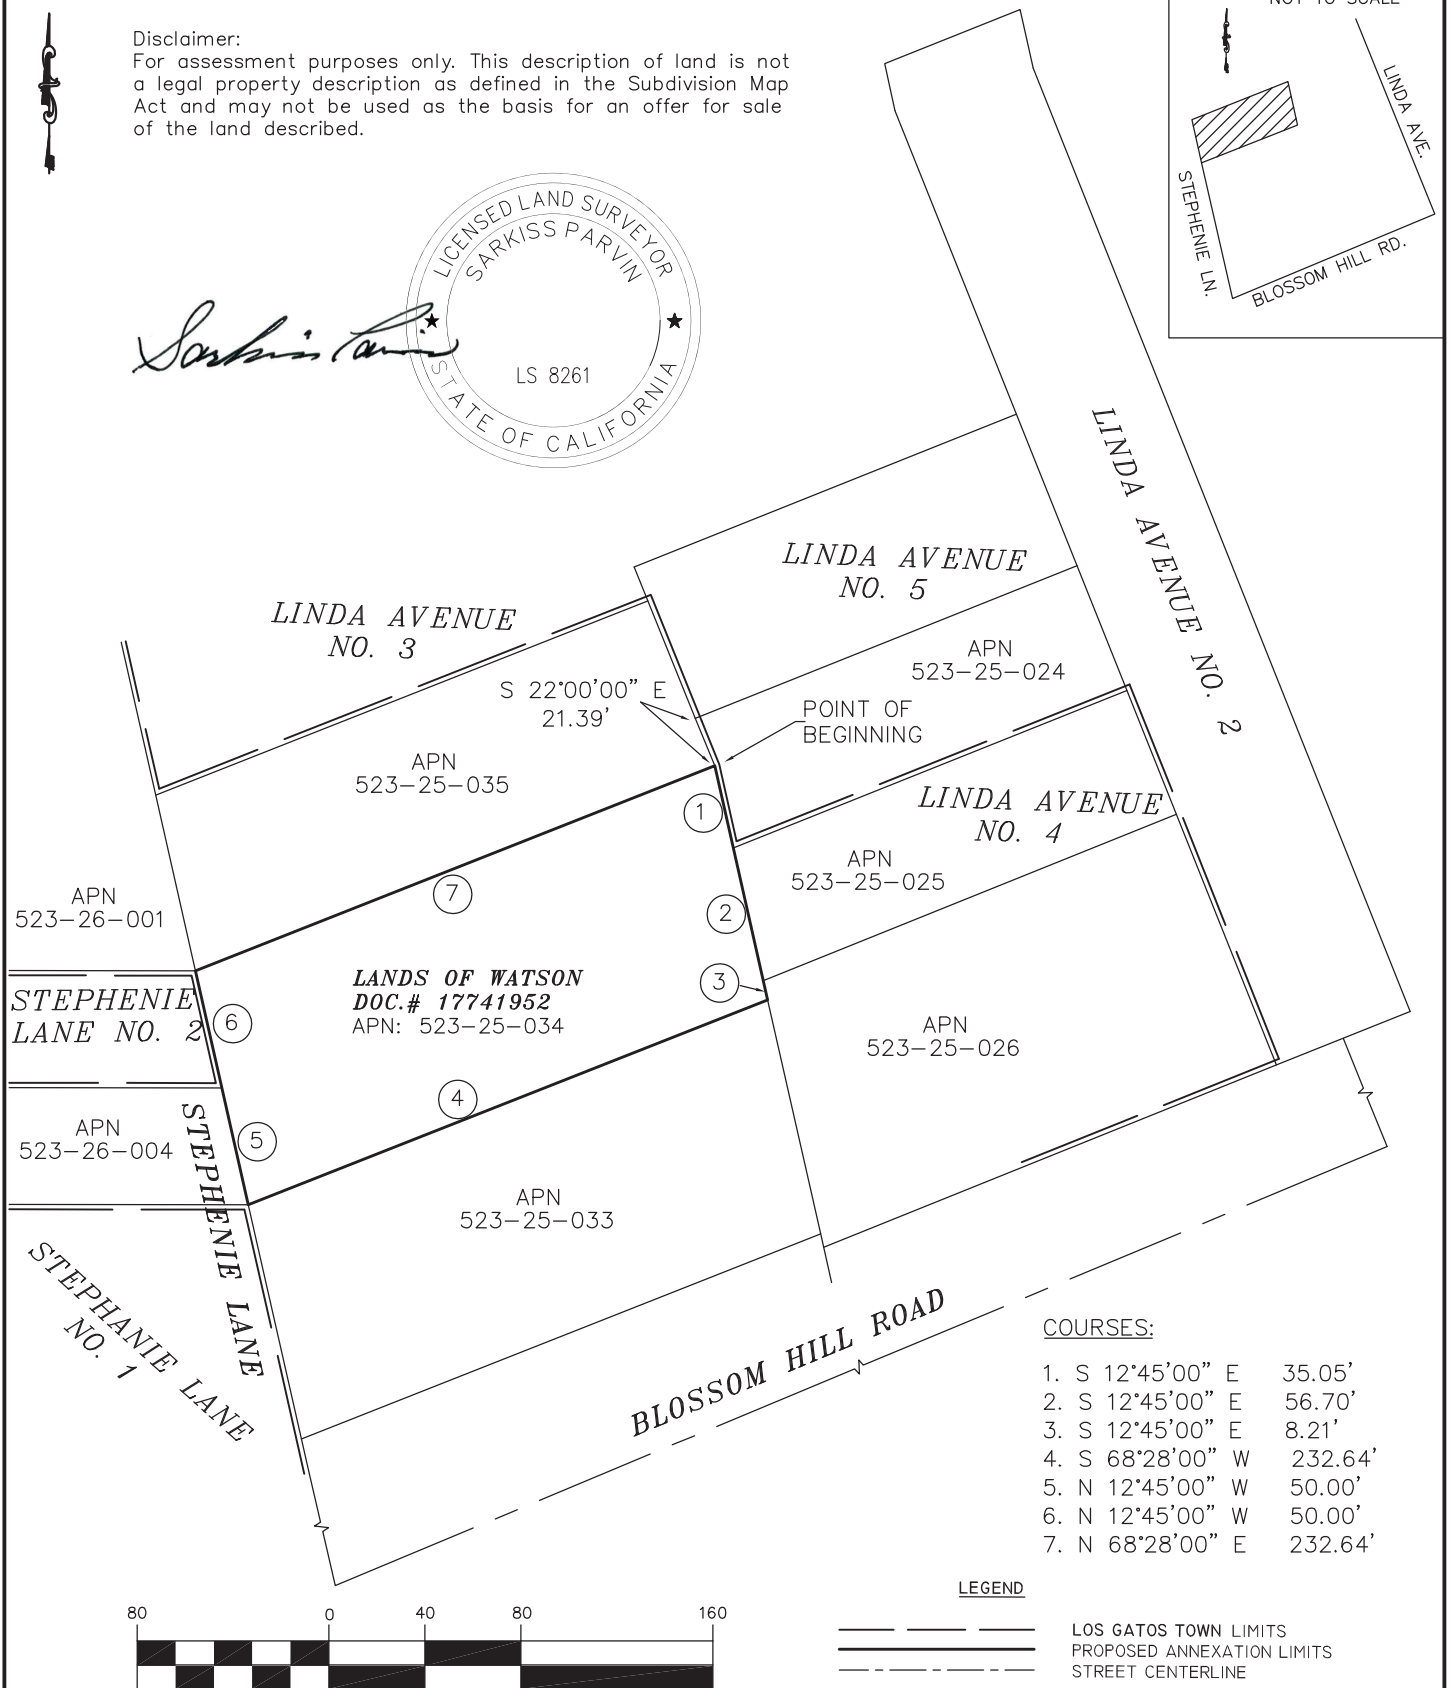 Disclaimer:
For assessment purposes only. This description of land is not
a legal property description as defined in the Subdivision Map
Act and may not be used as the basis for an offer for sale
of the land described.
LINDA AVE.
STEPHENIE LN.
BLOSSOM HILL RD.
LICENSED LAND SURVEYOR
SARKISS PARVIN
LS 8261
STATE OF CALIFORNIA
LINDA AVENUE NO. 2
LINDA AVENUE
NO. 5
LINDA AVENUE
NO. 3
APN
523-25-024
S 22°00'00" E
21.39'
POINT OF
BEGINNING
APN
523-25-035
LINDA AVENUE
NO. 4
1
APN
523-25-025
7
2
APN
523-26-001
3
LANDS OF WATSON
DOC.# 17741952
APN: 523-25-034
STEPHENIE
LANE NO. 2
6
APN
523-25-026
4
5
APN
523-26-004
STEPHENIE LANE
APN
523-25-033
STEPHANIE LANE
NO. 1
BLOSSOM HILL ROAD
COURSES:
1. S 12°45'00" E 35.05'
2. S 12°45'00" E 56.70'
3. S 12°45'00" E 8.21'
4. S 68°28'00" W 232.64'
5. N 12°45'00" W 50.00'
6. N 12°45'00" W 50.00'
7. N 68°28'00" E 232.64'
LEGEND
LOS GATOS TOWN LIMITS
PROPOSED ANNEXATION LIMITS
STREET CENTERLINE
80 0 40 80 160